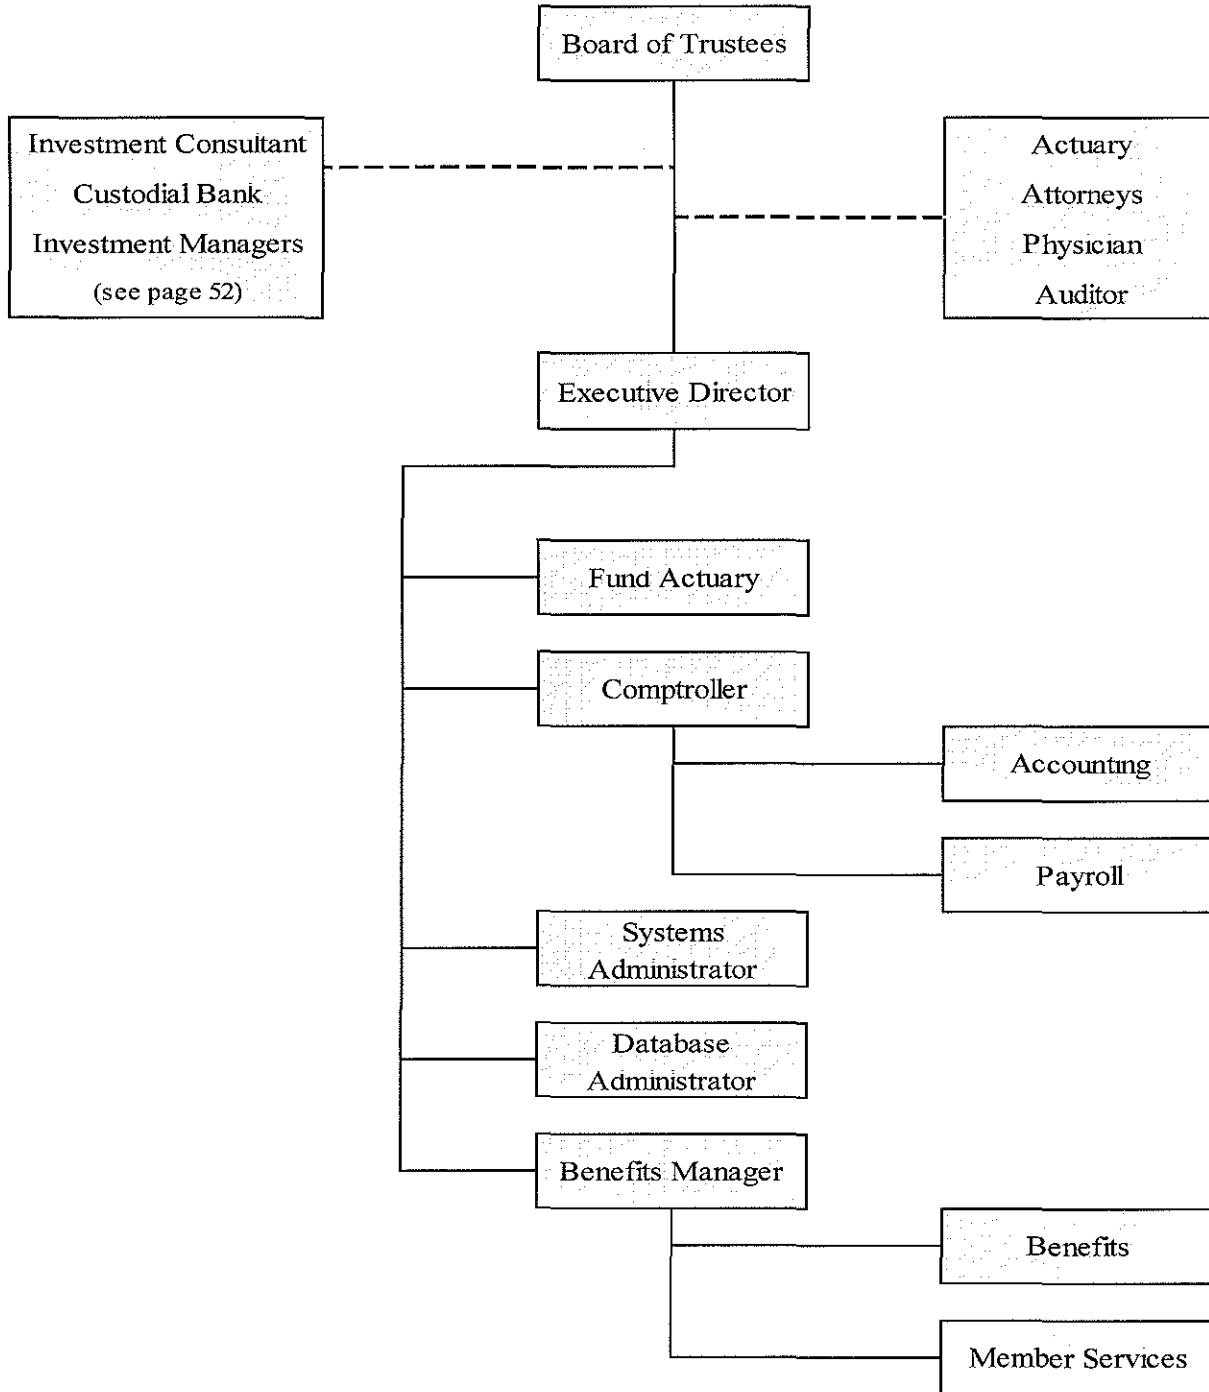 Board of Trustees
Investment Consultant
Custodial Bank
Investment Managers
(see page 52)
Actuary
Attorneys
Physician
Auditor
Executive Director
Fund Actuary
Comptroller
Accounting
Payroll
Systems
Administrator
Database
Administrator
Benefits Manager
Benefits
Member Services